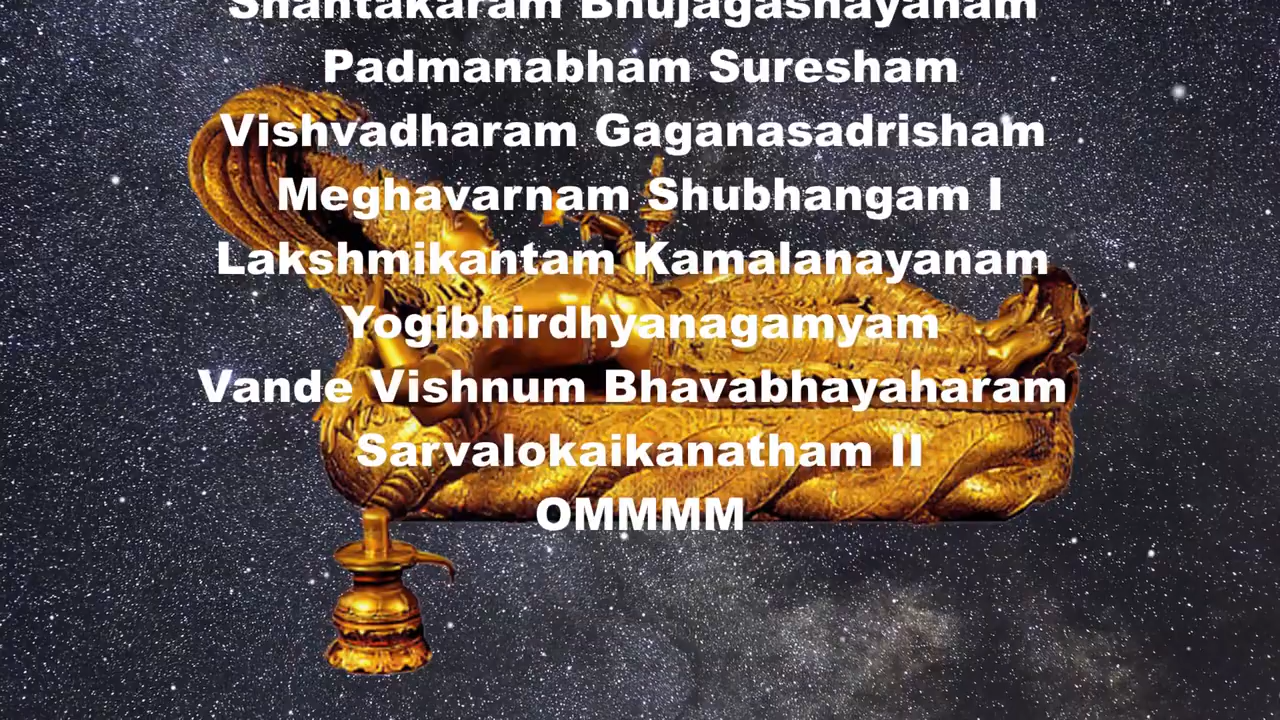 Shantakaram Bhujagashayanam
Padmanabham Suresham
Vishvadharam Gaganasadrisham
Meghavarnam Shubhangam I
Lakshmikantam Kamalanayanam
Yogibhirdhyanagamyam
Vande Vishnum Bhavabhayaharam
Sarvalokaikanatham II
OMMMM